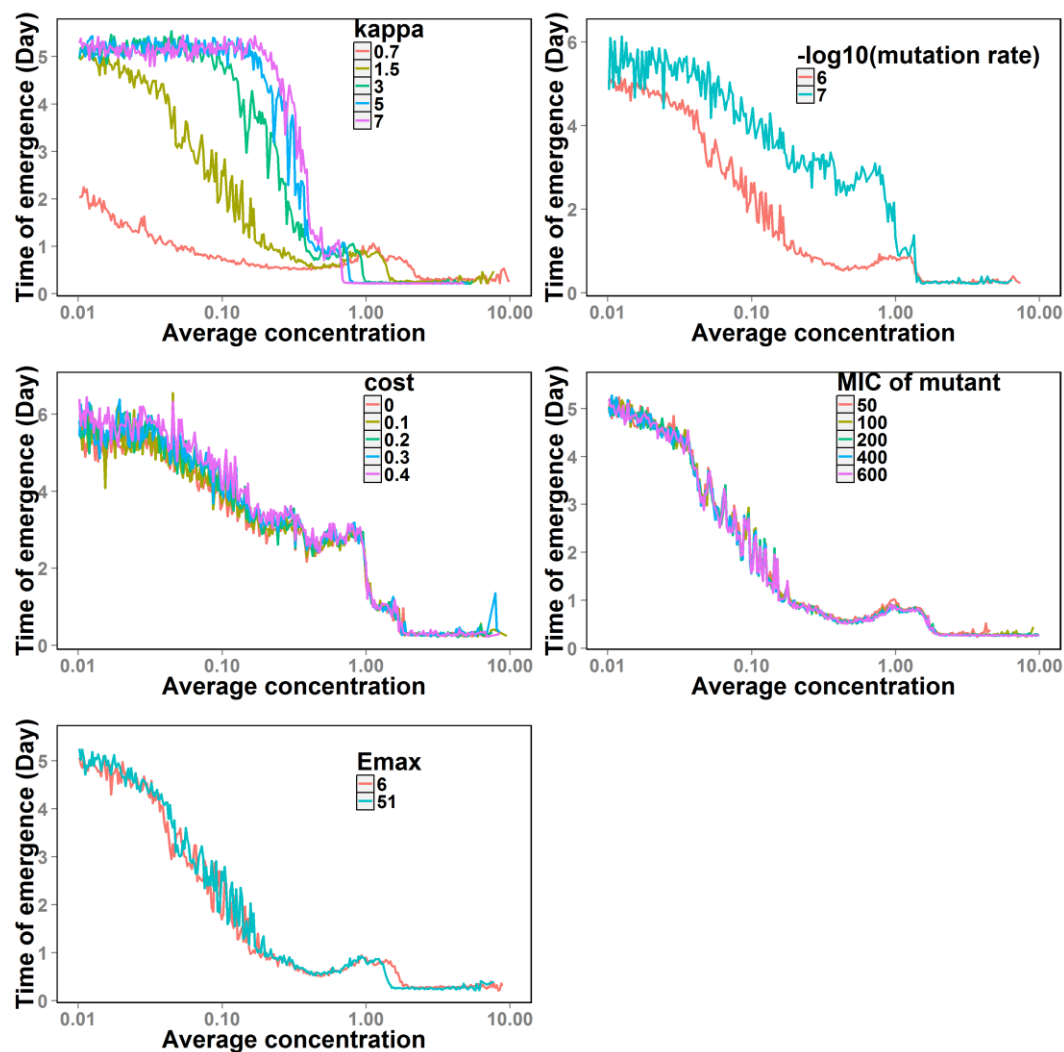 kappa
0.7
1.5
3
5
7
Time of emergence (Day)
5
4
3
2
1
0
0.01 0.10 1.00 10.00
Average concentration
-log10(mutation rate)
6
7
Time of emergence (Day)
6
4
2
0
0.01 0.10 1.00 10.00
Average concentration
cost
0
0.1
0.2
0.3
0.4
Time of emergence (Day)
6
4
2
0
0.01 0.10 1.00 10.00
Average concentration
MIC of mutant
50
100
200
400
600
Time of emergence (Day)
5
4
3
2
1
0
0.01 0.10 1.00 10.00
Average concentration
Emax
6
51
Time of emergence (Day)
5
4
3
2
1
0
0.01 0.10 1.00 10.00
Average concentration